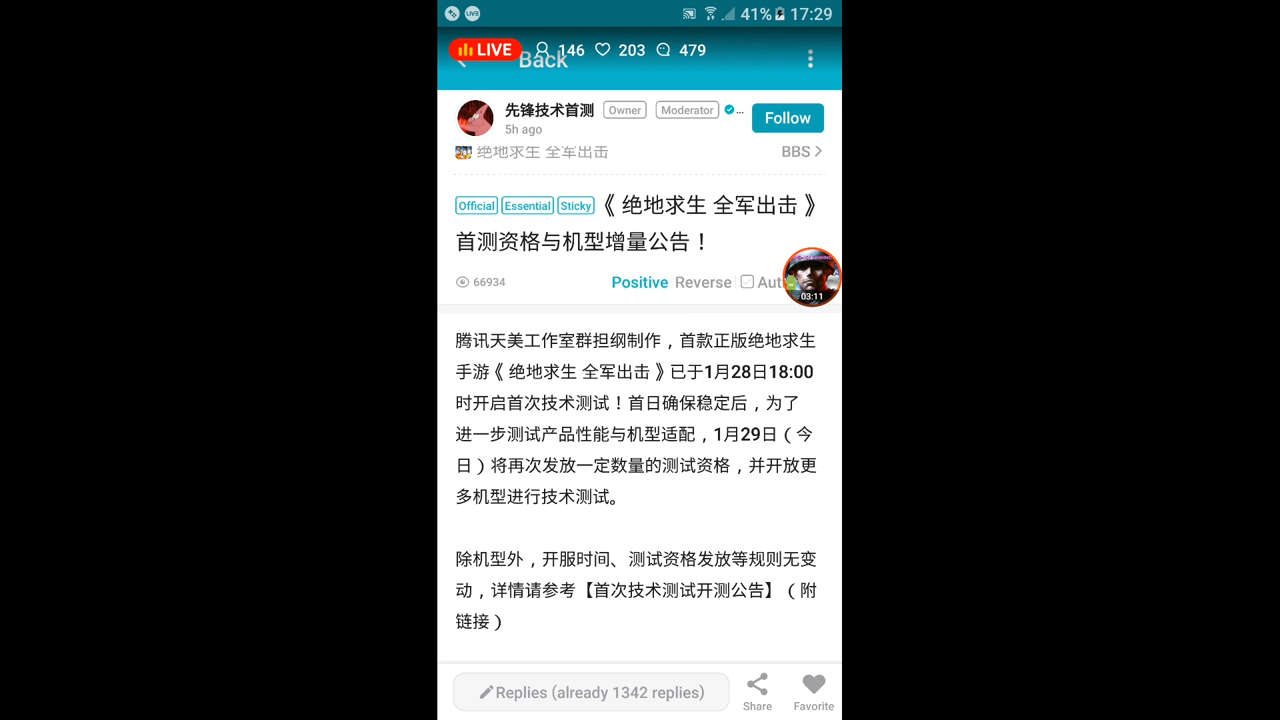 LIVE 41% 17:29
LIVE 146 203 479
Back
先锋技术首测 Owner Moderator ... Follow
5h ago
绝地求生 全军出击 BBS
Official Essential Sticky 《 绝地求生 全军出击 》
首测资格与机型增量公告！
66934 Positive Reverse Aut
03:11
腾讯天美工作室群担纲制作，首款正版绝地求生
手游《 绝地求生 全军出击 》已于1月28日18:00
时开启首次技术测试！首日确保稳定后，为了
进一步测试产品性能与机型适配，1月29日（今
日）将再次发放一定数量的测试资格，并开放更
多机型进行技术测试。
除机型外，开服时间、测试资格发放等规则无变
动，详情请参考【首次技术测试开测公告】（附
链接）
Replies (already 1342 replies) Share Favorite